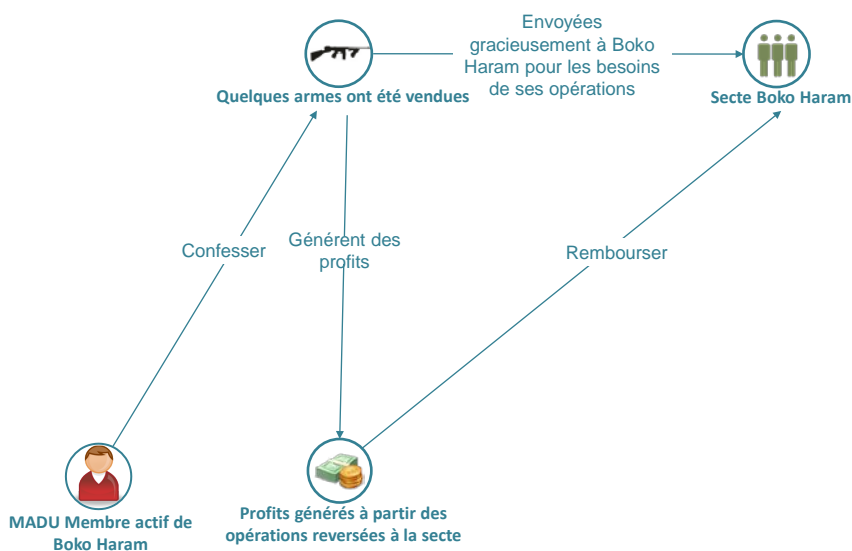 Envoyées
gracieusement à Boko
Haram pour les besoins
de ses opérations
Quelques armes ont été vendues
Secte Boko Haram
Confesser
Générent des
profits
Rembourser
MADU Membre actif de
Boko Haram
Profits générés à partir des
opérations reversées à la secte